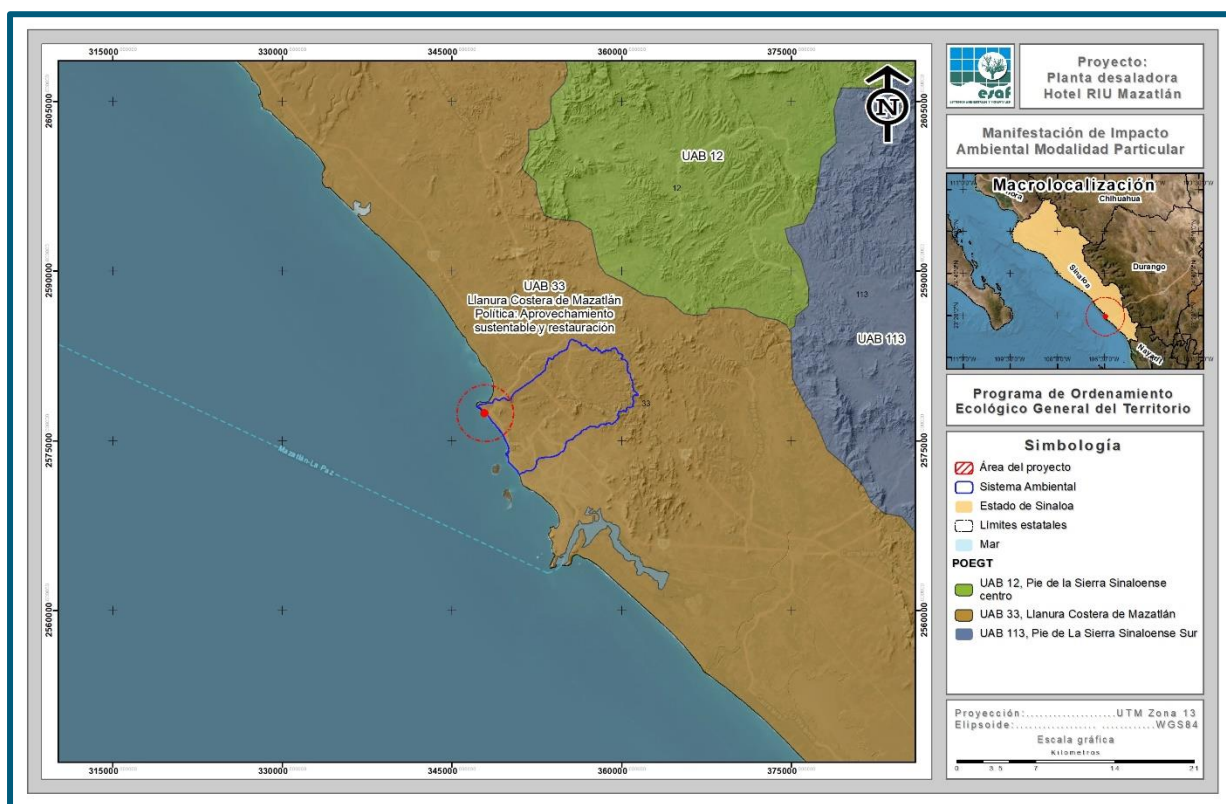 315000 330000 345000 360000 375000
2605000 2605000
2590000 2590000
2575000 2575000
2560000 2560000
315000 330000 345000 360000 375000
N
UAB 12
12
UAB 33
Llanura Costera de Mazatlán
Política: Aprovechamiento
sustentable y restauración
113
UAB 113
33
Mazatlán-La Paz
esaf
Proyecto:
Planta desaladora
Hotel RIU Mazatlán
Manifestación de Impacto
Ambiental Modalidad Particular
Macrolocalización
Chihuahua
Sinaloa
Durango
Nayarit
Programa de Ordenamiento
Ecológico General del Territorio
Simbología
Área del proyecto
Sistema Ambiental
Estado de Sinaloa
Límites estatales
Mar
POEGT
UAB 12, Pie de la Sierra Sinaloense
centro
UAB 33, Llanura Costera de Mazatlán
UAB 113, Pie de La Sierra Sinaloense Sur
Proyección:......................UTM Zona 13
Elipsoide:................. ............WGS84
Escala gráfica
Kilometros
0 3.5 7 14 21